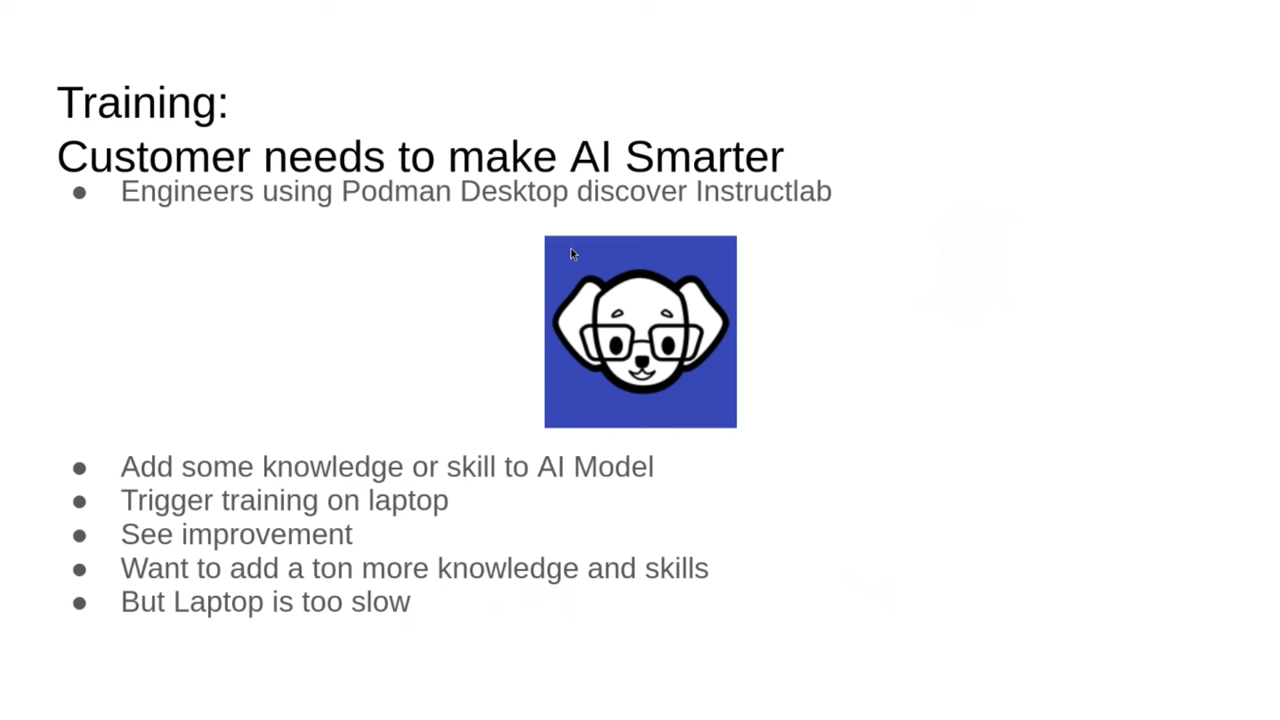 Training:
Customer needs to make AI Smarter
● Engineers using Podman Desktop discover Instructlab
● Add some knowledge or skill to AI Model
● Trigger training on laptop
● See improvement
● Want to add a ton more knowledge and skills
● But Laptop is too slow